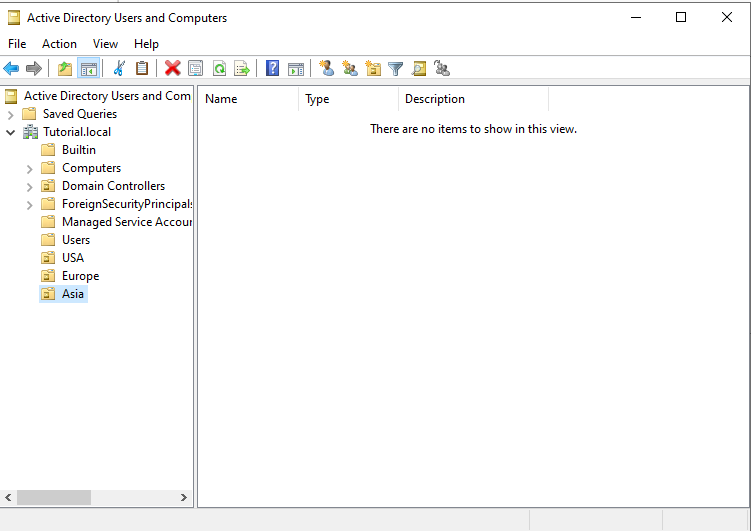 Active Directory Users and Computers
File Action View Help
Active Directory Users and Com
Name Type Description
Saved Queries
There are no items to show in this view.
Tutorial.local
Builtin
Computers
Domain Controllers
ForeignSecurityPrincipals
Managed Service Accour
Users
USA
Europe
Asia